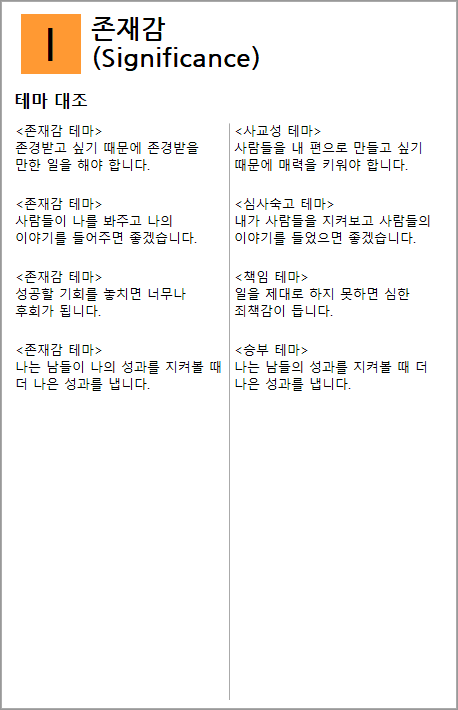 I
존재감
(Significance)
테마 대조
<존재감 테마>
존경받고 싶기 때문에 존경받을
만한 일을 해야 합니다.
<사교성 테마>
사람들을 내 편으로 만들고 싶기
때문에 매력을 키워야 합니다.
<존재감 테마>
사람들이 나를 봐주고 나의
이야기를 들어주면 좋겠습니다.
<심사숙고 테마>
내가 사람들을 지켜보고 사람들의
이야기를 들었으면 좋겠습니다.
<존재감 테마>
성공할 기회를 놓치면 너무나
후회가 됩니다.
<책임 테마>
일을 제대로 하지 못하면 심한
죄책감이 듭니다.
<존재감 테마>
나는 남들이 나의 성과를 지켜볼 때
더 나은 성과를 냅니다.
<승부 테마>
나는 남들의 성과를 지켜볼 때 더
나은 성과를 냅니다.